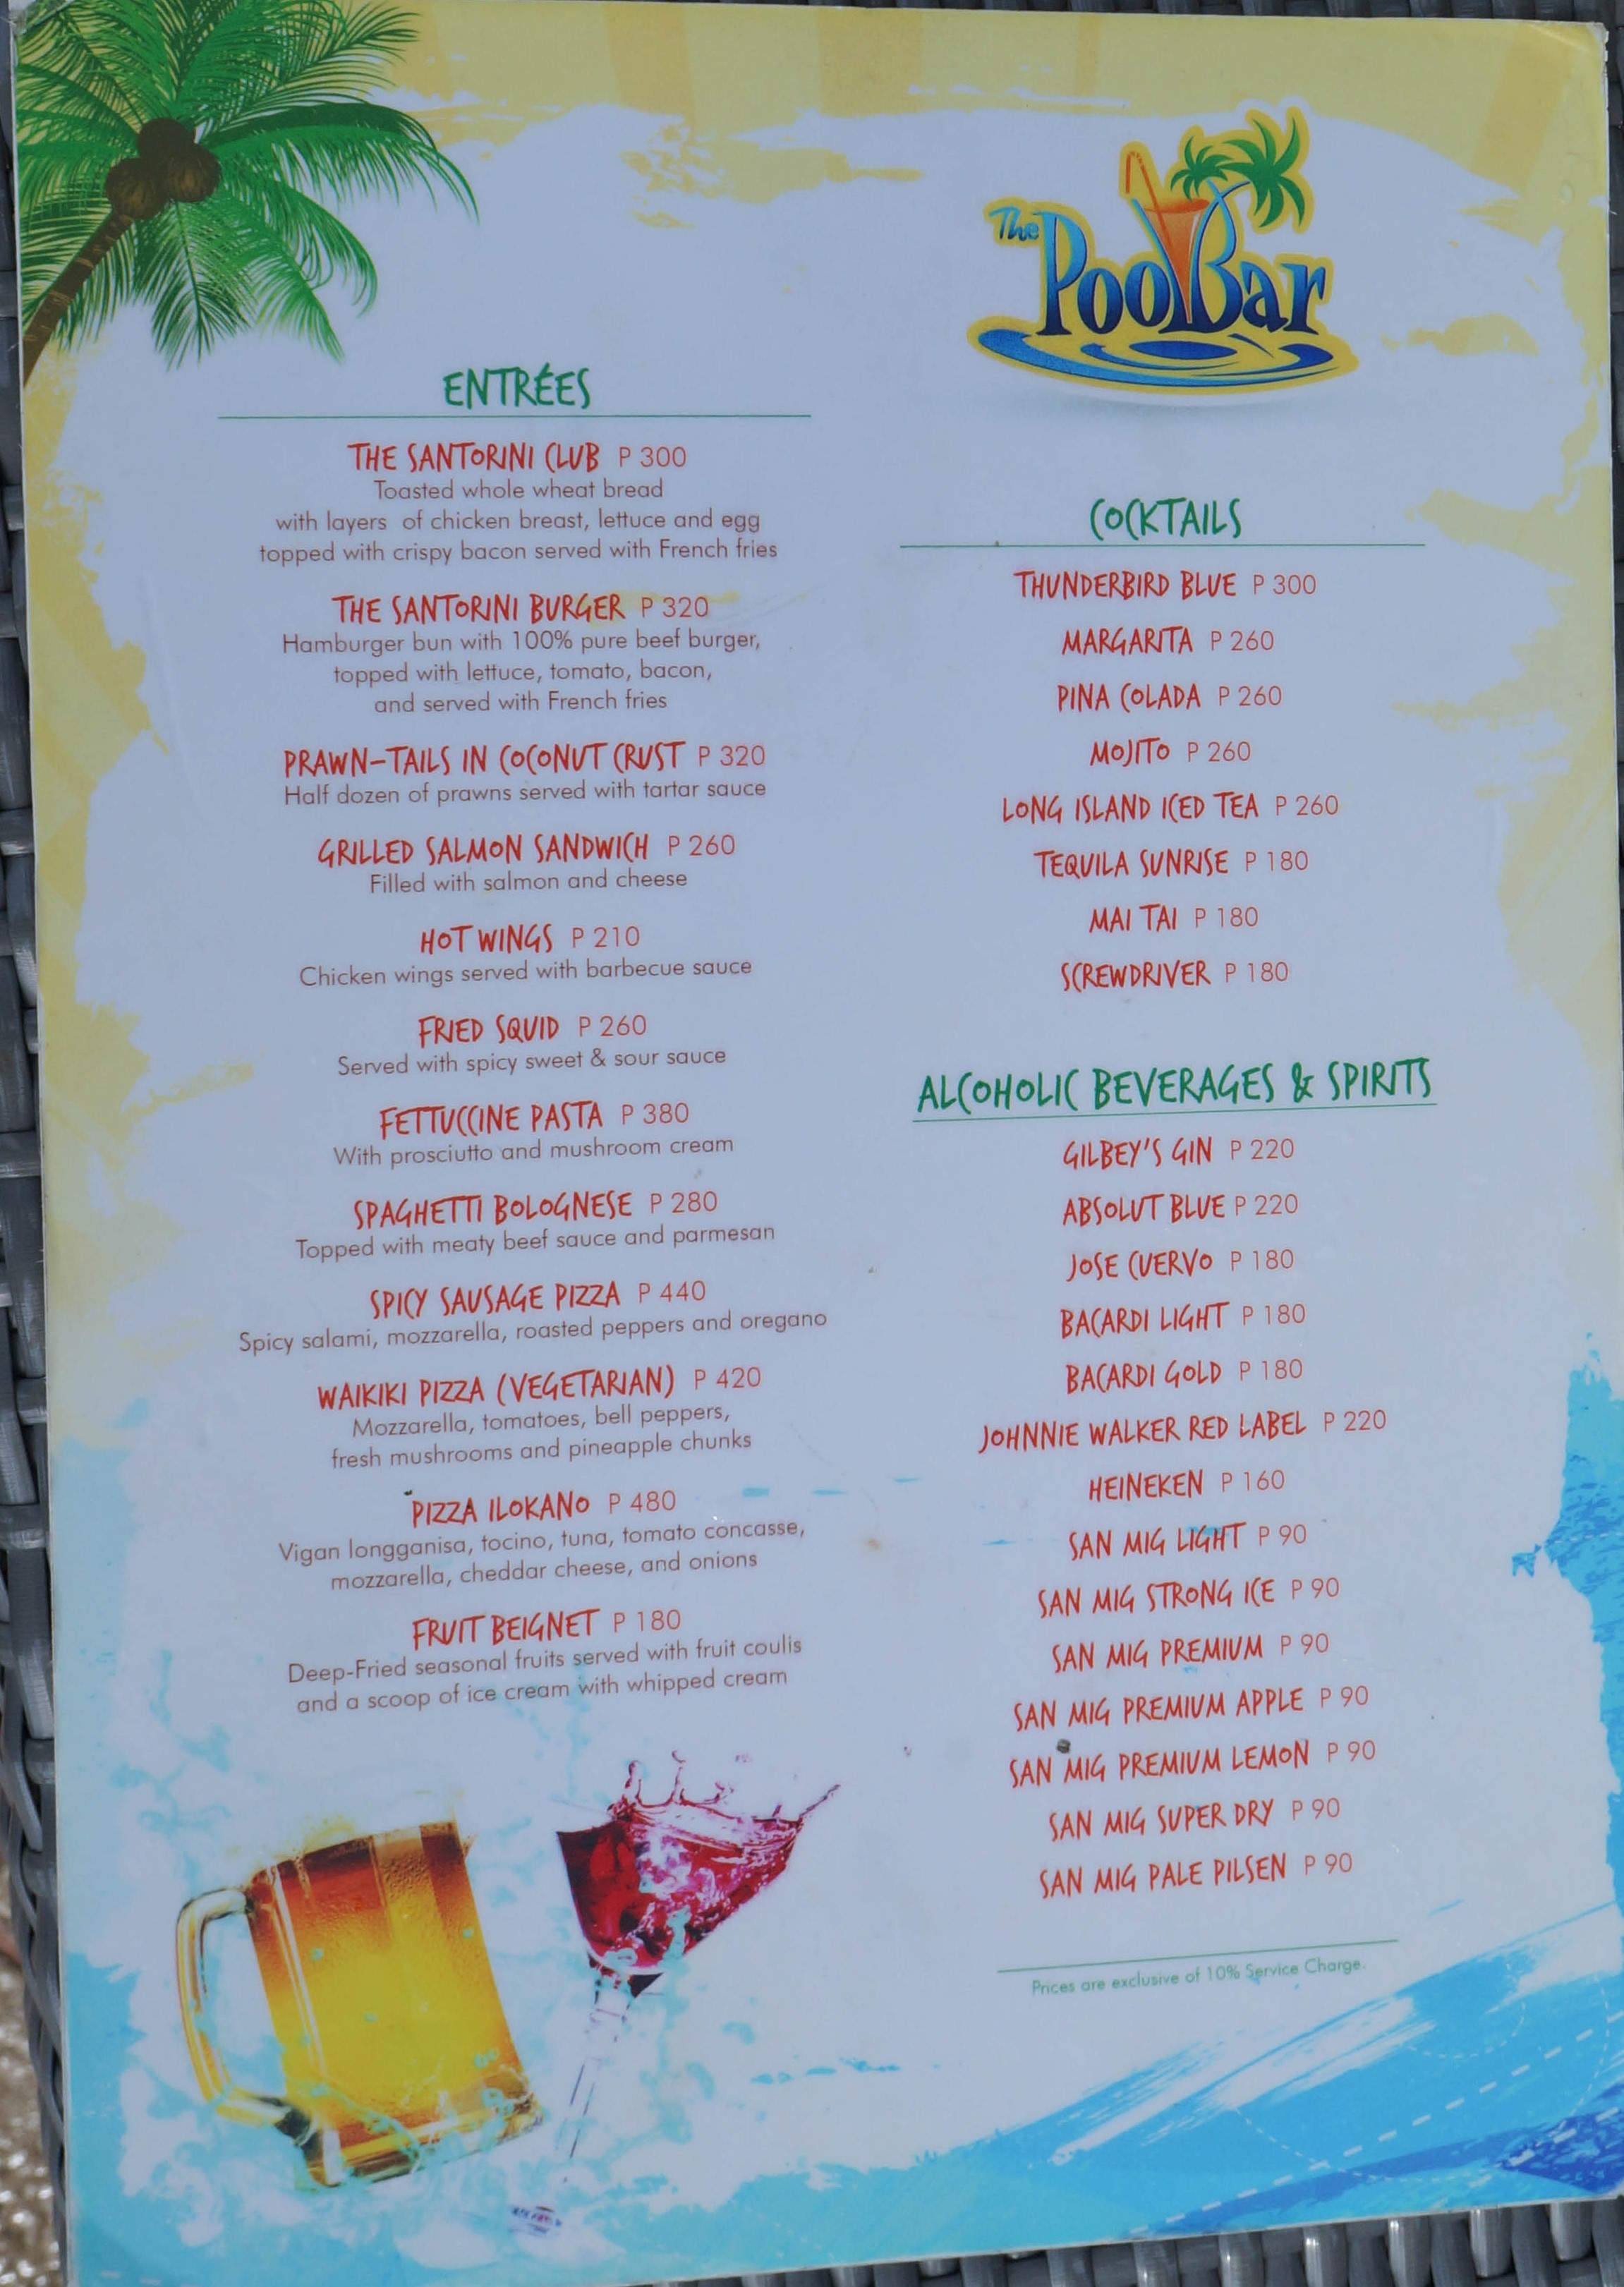 ENTRÉES
THE SANTORINI CLUB P 300
Toasted whole wheat bread
with layers of chicken breast, lettuce and egg
topped with crispy bacon served with French fries
THE SANTORINI BURGER P 320
Hamburger bun with 100% pure beef burger,
topped with lettuce, tomato, bacon,
and served with French fries
PRAWN-TAILS IN COCONUT CRUST P 320
Half dozen of prawns served with tartar sauce
GRILLED SALMON SANDWICH P 260
Filled with salmon and cheese
HOT WINGS P 210
Chicken wings served with barbecue sauce
FRIED SQUID P 260
Served with spicy sweet & sour sauce
FETTUCCINE PASTA P 380
With prosciutto and mushroom cream
SPAGHETTI BOLOGNESE P 280
Topped with meaty beef sauce and parmesan
SPICY SAUSAGE PIZZA P 440
Spicy salami, mozzarella, roasted peppers and oregano
WAIKIKI PIZZA (VEGETARIAN) P 420
Mozzarella, tomatoes, bell peppers,
fresh mushrooms and pineapple chunks
PIZZA ILOKANO P 480
Vigan longganisa, tocino, tuna, tomato concasse,
mozzarella, cheddar cheese, and onions
FRUIT BEIGNET P 180
Deep-Fried seasonal fruits served with fruit coulis
and a scoop of ice cream with whipped cream
The Pool Bar
COCKTAILS
THUNDERBIRD BLUE P 300
MARGARITA P 260
PINA COLADA P 260
MOJITO P 260
LONG ISLAND ICED TEA P 260
TEQUILA SUNRISE P 180
MAI TAI P 180
SCREWDRIVER P 180
ALCOHOLIC BEVERAGES & SPIRITS
GILBEY'S GIN P 220
ABSOLUT BLUE P 220
JOSE CUERVO P 180
BACARDI LIGHT P 180
BACARDI GOLD P 180
JOHNNIE WALKER RED LABEL P 220
HEINEKEN P 160
SAN MIG LIGHT P 90
SAN MIG STRONG ICE P 90
SAN MIG PREMIUM P 90
SAN MIG PREMIUM APPLE P 90
SAN MIG PREMIUM LEMON P 90
SAN MIG SUPER DRY P 90
SAN MIG PALE PILSEN P 90
Prices are exclusive of 10% Service Charge.